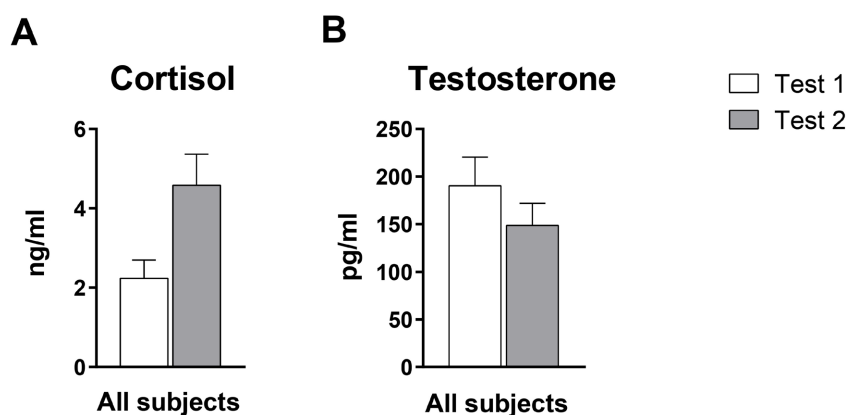 A
Cortisol
6
4
2
0
ng/ml
All subjects
B
Testosterone
250
200
150
100
50
0
pg/ml
All subjects
Test 1
Test 2